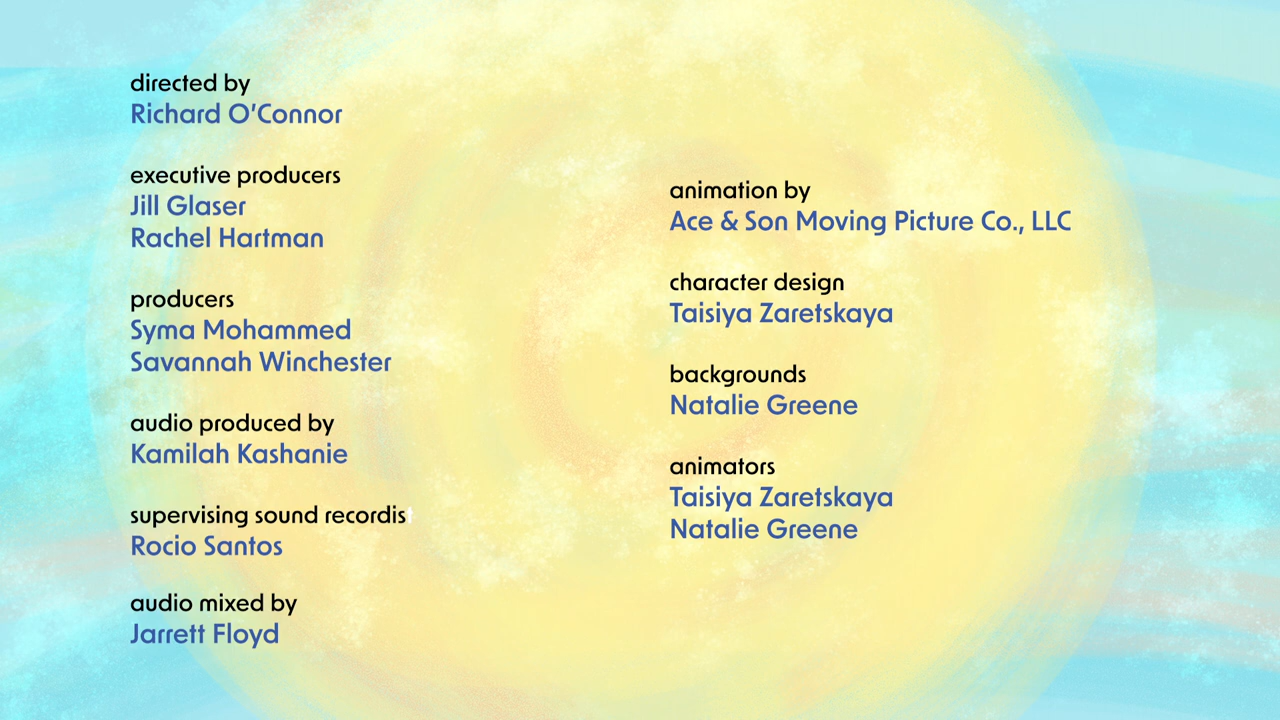 directed by
Richard O'Connor
executive producers
Jill Glaser
Rachel Hartman
producers
Syma Mohammed
Savannah Winchester
audio produced by
Kamilah Kashanie
supervising sound recordist
Rocio Santos
audio mixed by
Jarrett Floyd
animation by
Ace & Son Moving Picture Co., LLC
character design
Taisiya Zaretskaya
backgrounds
Natalie Greene
animators
Taisiya Zaretskaya
Natalie Greene